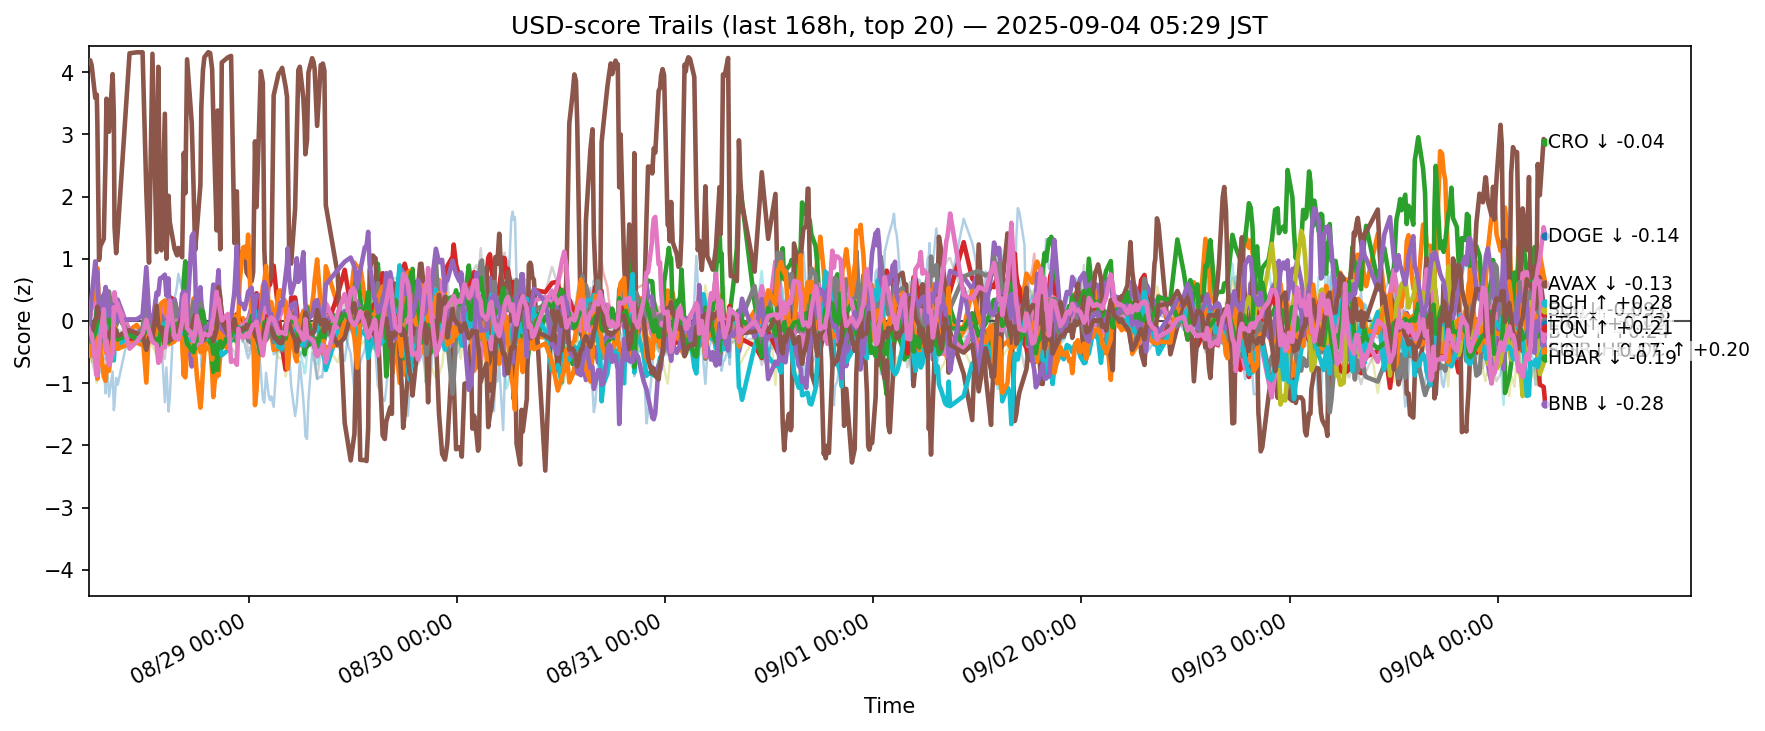 USD-score Trails (last 168h, top 20) — 2025-09-04 05:29 JST
Score (z)
4
3
2
1
0
−1
−2
−3
−4
CRO ↓ -0.04
DOGE ↓ -0.14
AVAX ↓ -0.13
BCH ↑ +0.28
TON ↑ +0.21
↑ +0.20
HBAR ↓ -0.19
BNB ↓ -0.28
08/29 00:00
08/30 00:00
08/31 00:00
09/01 00:00
09/02 00:00
09/03 00:00
09/04 00:00
Time